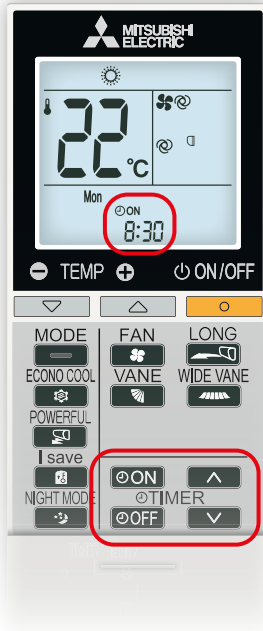 MITSUBISHI
ELECTRIC
22 °C
Mon
ON
8:30
TEMP ON/OFF
MODE FAN LONG
ECONO COOL VANE WIDE VANE
POWERFUL
I save
ON
NIGHT MODE TIMER
OFF